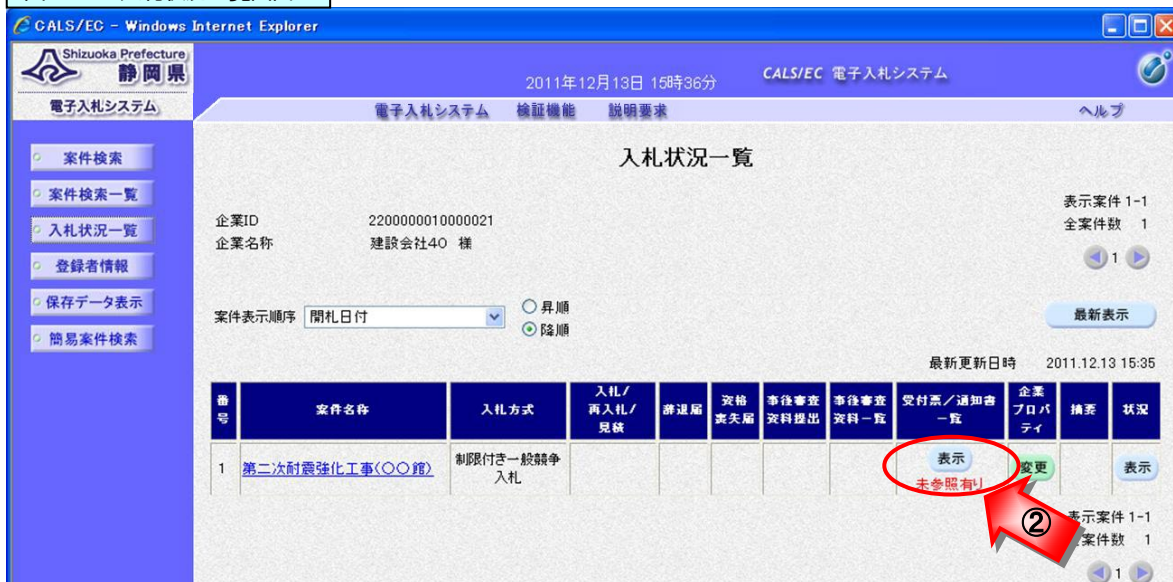 CALS/EC - Windows Internet Explorer
Shizuoka Prefecture
静岡県
2011年12月13日 15時36分
CALS/EC 電子入札システム
電子入札システム
電子入札システム 検証機能 説明要求 ヘルプ
案件検索
案件検索一覧
入札状況一覧
登録者情報
保存データ表示
簡易案件検索
入札状況一覧
表示案件 1-1
全案件数 1
1
企業ID 2200000010000021
企業名称 建設会社40 様
案件表示順序 開札日付
昇順
降順
最新表示
最新更新日時 2011.12.13 15:35
番号 案件名称 入札方式 入札/再入札/見積 辞退届 資格喪失届 事後審査資料提出 事後審査資料一覧 受付票/通知書一覧 企業プロパティ 摘要 状況
1 第二次耐震強化工事(○○館) 制限付き一般競争入札 表示 未参照有り 変更 表示
②
表示案件 1-1
全案件数 1
1